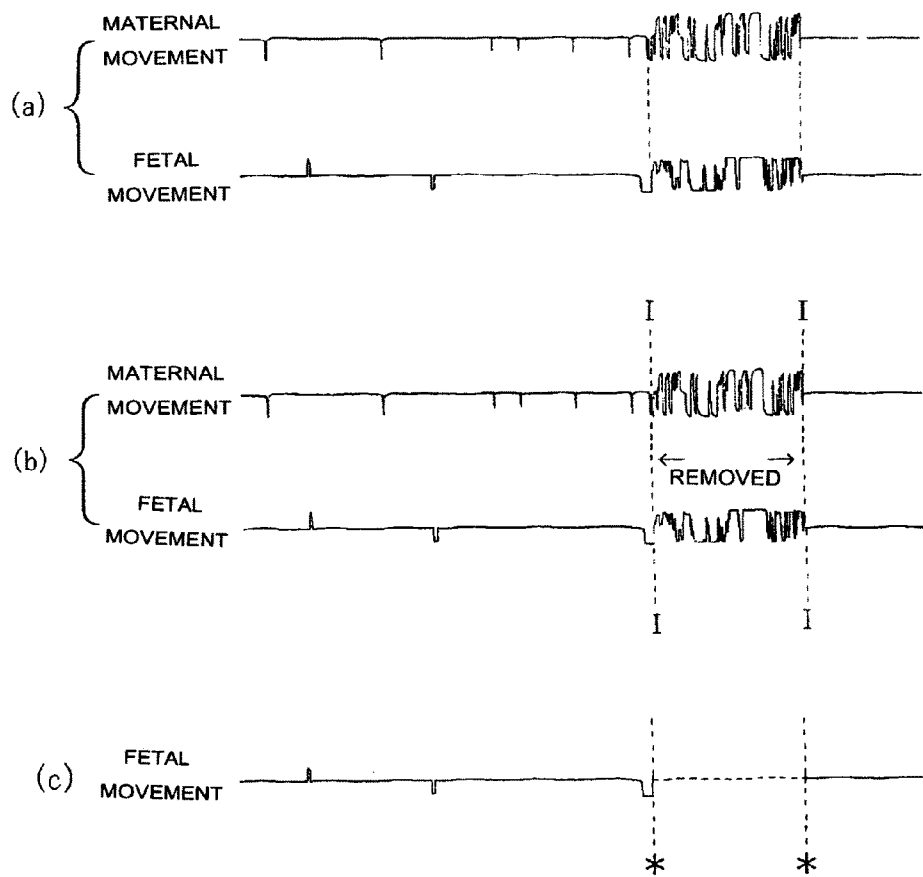 MATERNAL
MOVEMENT
(a)
FETAL
MOVEMENT
I I
MATERNAL
MOVEMENT
(b)
← →
REMOVED
FETAL
MOVEMENT
I I
FETAL
(c)
MOVEMENT
* *